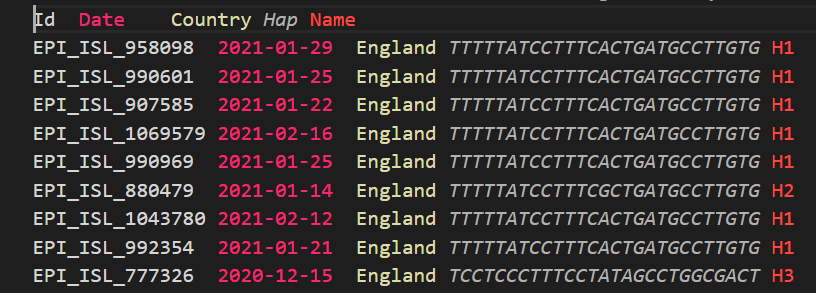 Id Date Country Hap Name
EPI_ISL_958098 2021-01-29 England TTTTTATCCTTTCACTGATGCCTTGTG H1
EPI_ISL_990601 2021-01-25 England TTTTTATCCTTTCACTGATGCCTTGTG H1
EPI_ISL_907585 2021-01-22 England TTTTTATCCTTTCACTGATGCCTTGTG H1
EPI_ISL_1069579 2021-02-16 England TTTTTATCCTTTCACTGATGCCTTGTG H1
EPI_ISL_990969 2021-01-25 England TTTTTATCCTTTCACTGATGCCTTGTG H1
EPI_ISL_880479 2021-01-14 England TTTTTATCCTTTCGCTGATGCCTTGTG H2
EPI_ISL_1043780 2021-02-12 England TTTTTATCCTTTCACTGATGCCTTGTG H1
EPI_ISL_992354 2021-01-21 England TTTTTATCCTTTCACTGATGCCTTGTG H1
EPI_ISL_777326 2020-12-15 England TCCTCCCTTTCCTATAGCCTGGCGACT H3